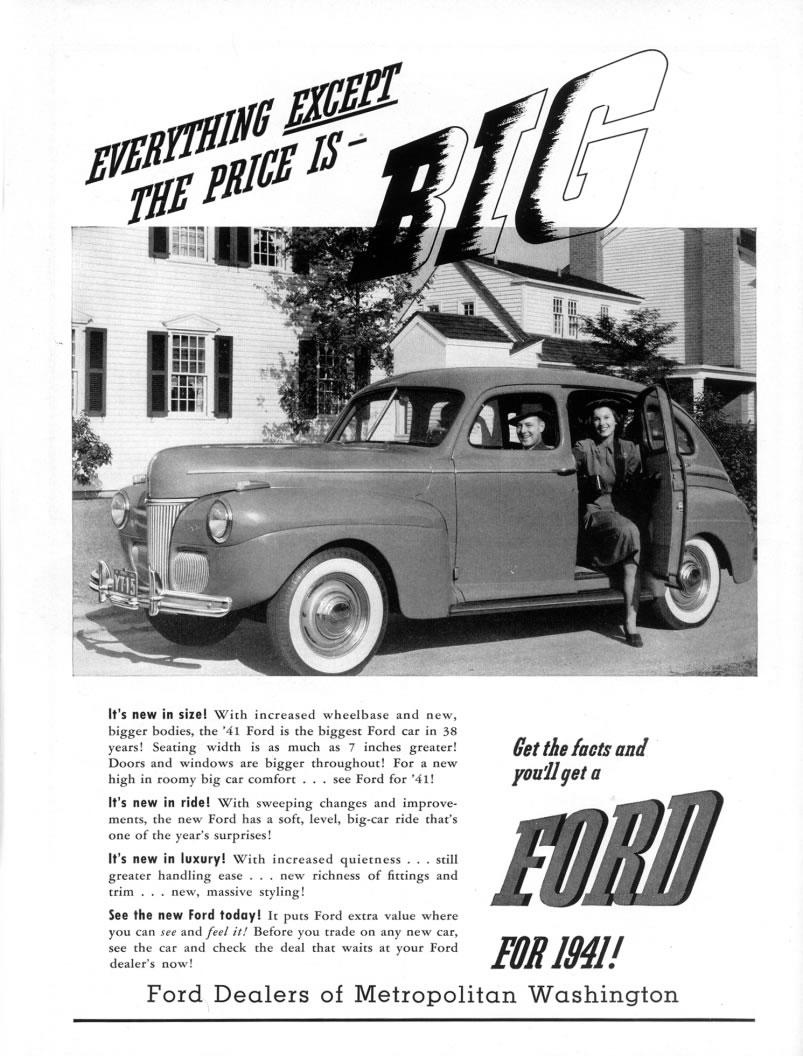 EVERYTHING EXCEPT
THE PRICE IS — BIG
YT15
It's new in size! With increased wheelbase and new,
bigger bodies, the '41 Ford is the biggest Ford car in 38
years! Seating width is as much as 7 inches greater!
Doors and windows are bigger throughout! For a new
high in roomy big car comfort . . . see Ford for '41!
It's new in ride! With sweeping changes and improve-
ments, the new Ford has a soft, level, big-car ride that's
one of the year's surprises!
It's new in luxury! With increased quietness . . . still
greater handling ease . . . new richness of fittings and
trim . . . new, massive styling!
See the new Ford today! It puts Ford extra value where
you can see and feel it! Before you trade on any new car,
see the car and check the deal that waits at your Ford
dealer's now!
Get the facts and
you'll get a
FORD
FOR 1941!
Ford Dealers of Metropolitan Washington